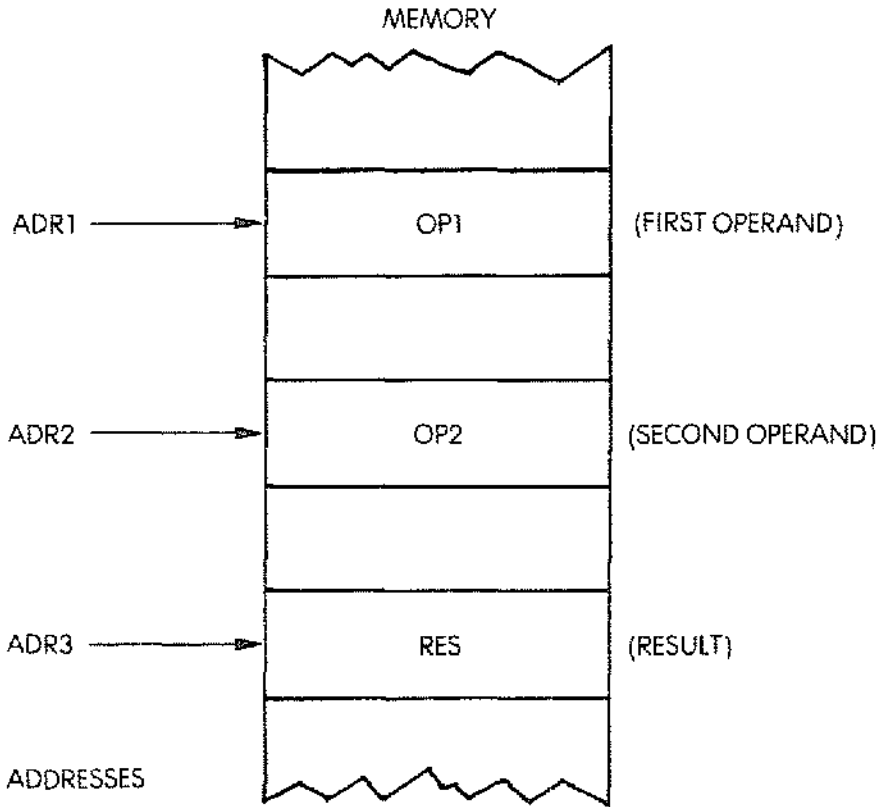 MEMORY
ADR1 OP1 (FIRST OPERAND)
ADR2 OP2 (SECOND OPERAND)
ADR3 RES (RESULT)
ADDRESSES